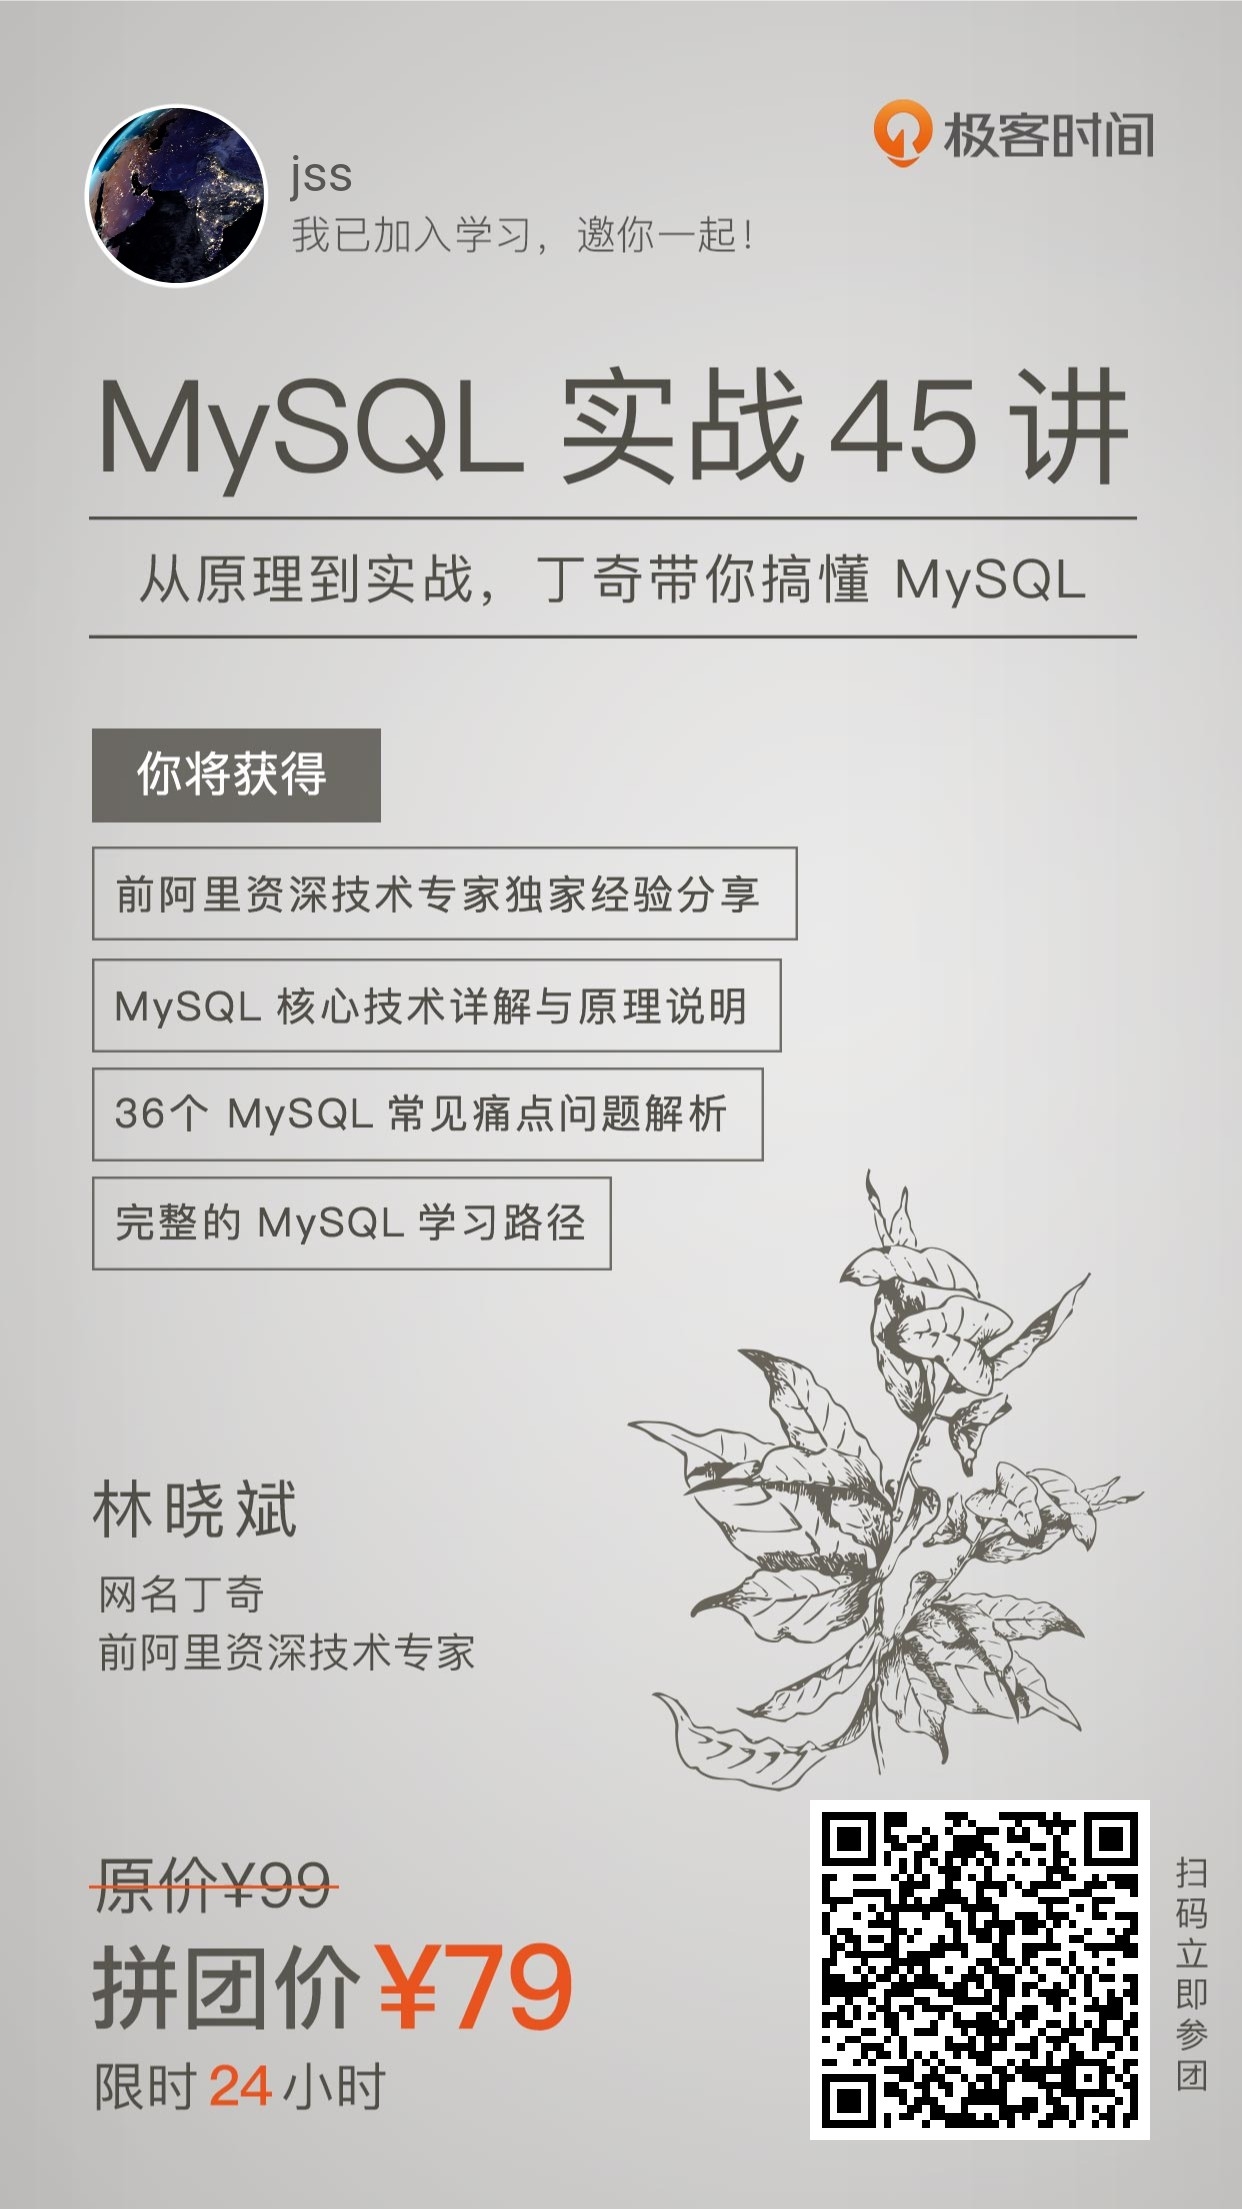 极客时间
jss
我已加入学习，邀你一起！
MySQL 实战45讲
从原理到实战，丁奇带你搞懂 MySQL
你将获得
前阿里资深技术专家独家经验分享
MySQL 核心技术详解与原理说明
36个 MySQL 常见痛点问题解析
完整的 MySQL 学习路径
林晓斌
网名丁奇
前阿里资深技术专家
原价¥99
拼团价¥79
限时24小时
扫码立即参团